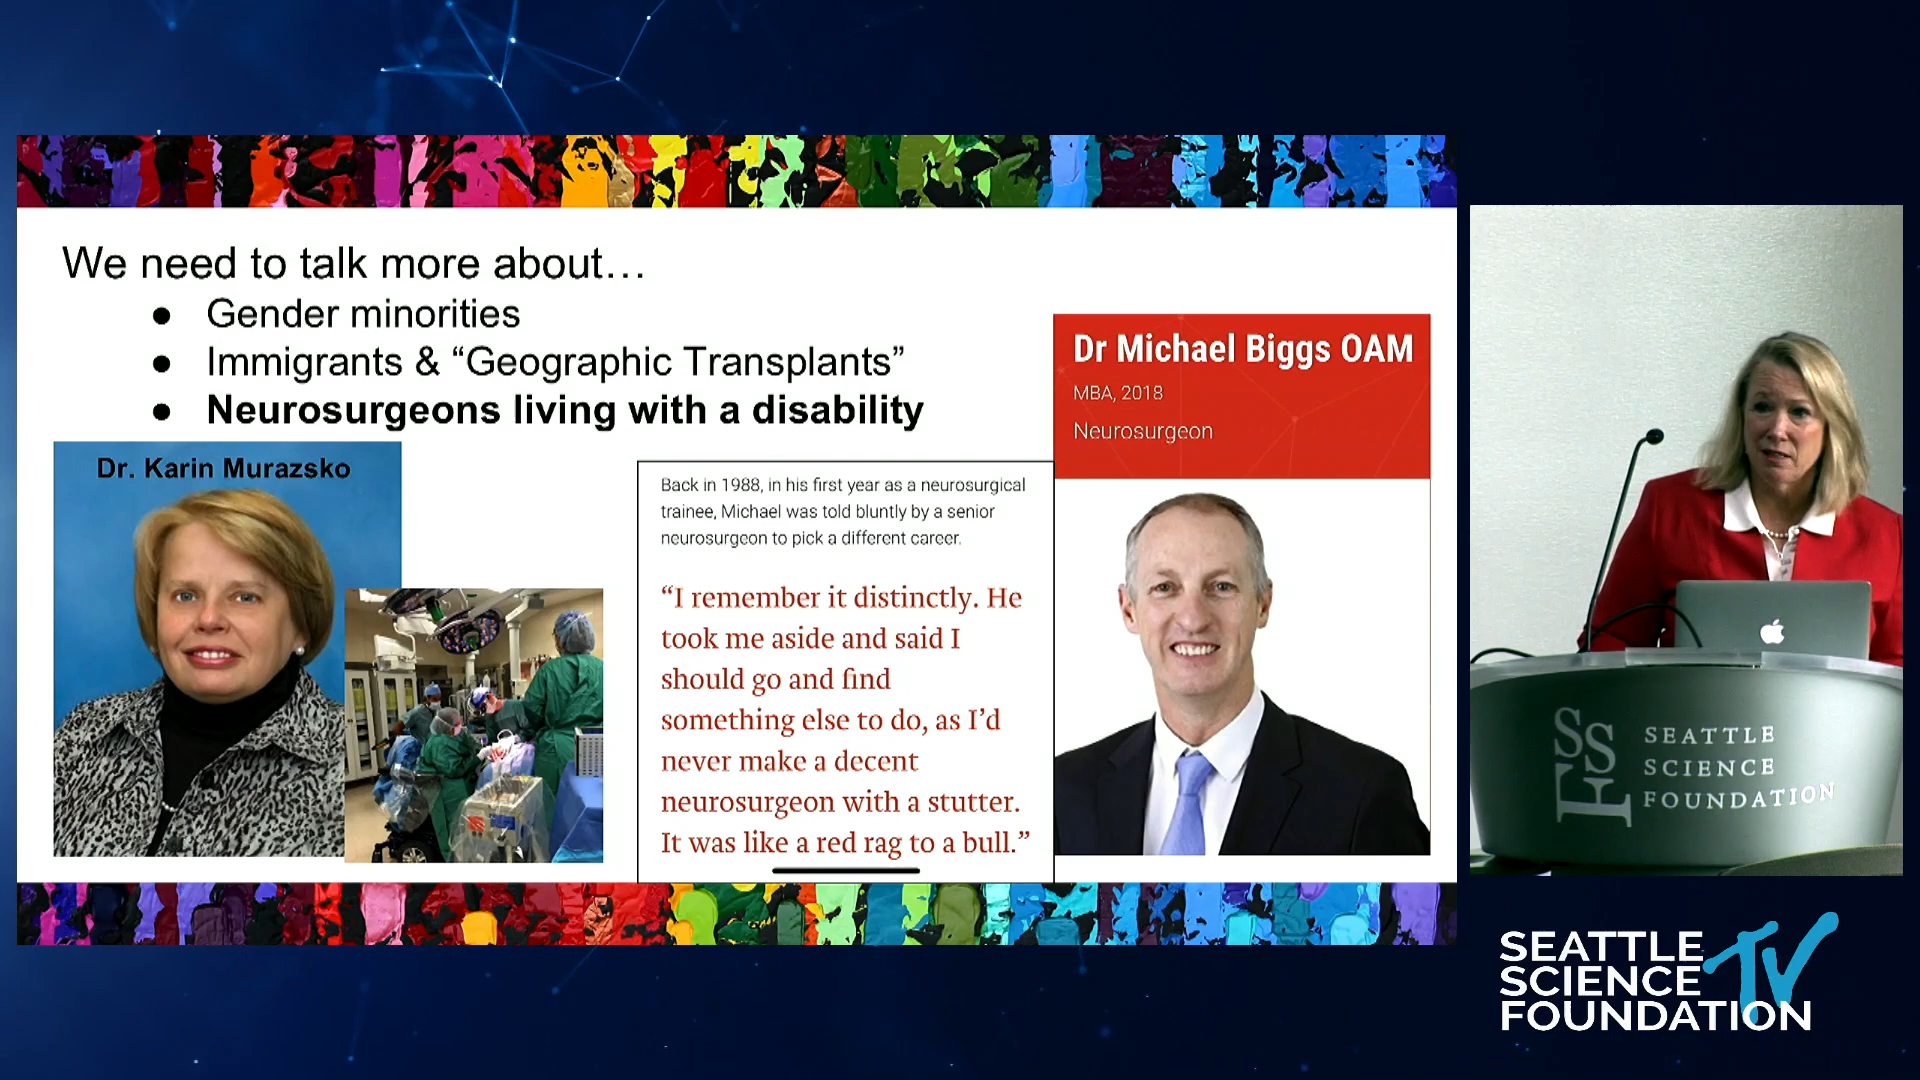 We need to talk more about…
● Gender minorities
● Immigrants & “Geographic Transplants”
● Neurosurgeons living with a disability
Dr. Karin Murazsko
Back in 1988, in his first year as a neurosurgical
trainee, Michael was told bluntly by a senior
neurosurgeon to pick a different career.
“I remember it distinctly. He
took me aside and said I
should go and find
something else to do, as I’d
never make a decent
neurosurgeon with a stutter.
It was like a red rag to a bull.”
Dr Michael Biggs OAM
MBA, 2018
Neurosurgeon
SSF
SEATTLE
SCIENCE
FOUNDATION
SEATTLE
SCIENCE TV
FOUNDATION